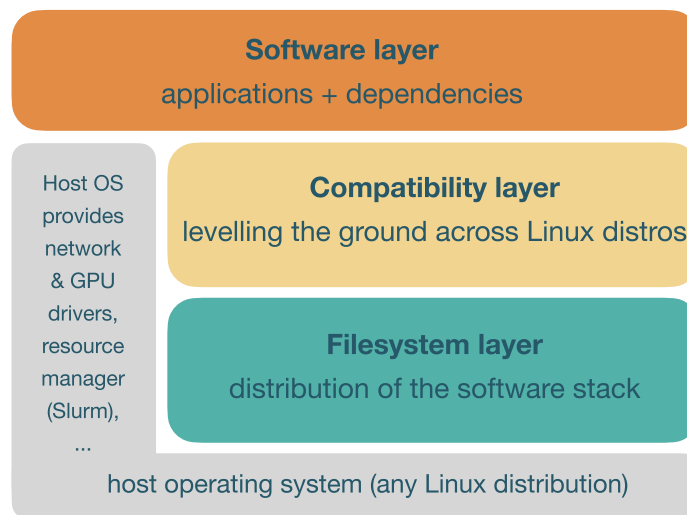 Software layer
applications + dependencies
Host OS
provides
network
& GPU
drivers,
resource
manager
(Slurm),
...
Compatibility layer
levelling the ground across Linux distros
Filesystem layer
distribution of the software stack
host operating system (any Linux distribution)